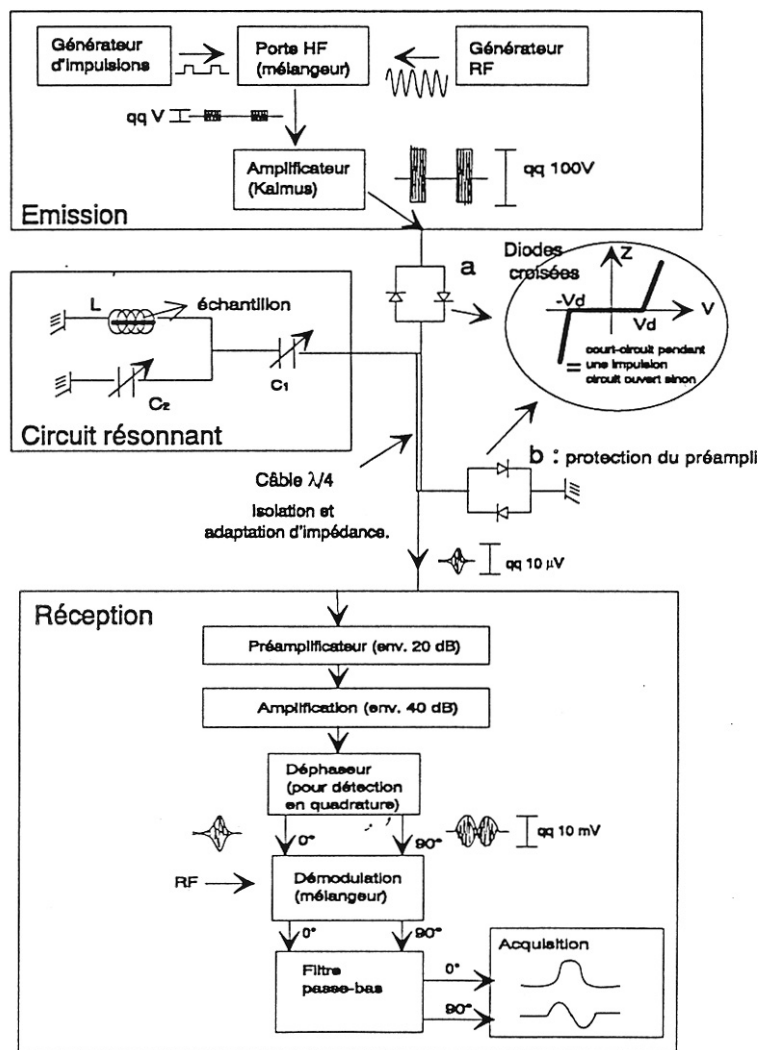 Générateur
d'impulsions
Porte HF
(mélangeur)
Générateur
RF
qq V
Amplificateur
(Kalmus)
qq 100V
Emission
a
Diodes
croisées
Z
-Vd
Vd
V
court-circuit pendant
= une impulsion
circuit ouvert sinon
L
échantillon
C2
C1
Circuit résonnant
b : protection du préampli
Câble λ/4
Isolation et
adaptation d'impédance.
qq 10 µV
Réception
Préamplificateur (env. 20 dB)
Amplification (env. 40 dB)
Déphaseur
(pour détection
en quadrature)
0°
90°
qq 10 mV
RF
Démodulation
(mélangeur)
0°
90°
Filtre
passe-bas
0°
90°
Acquisition